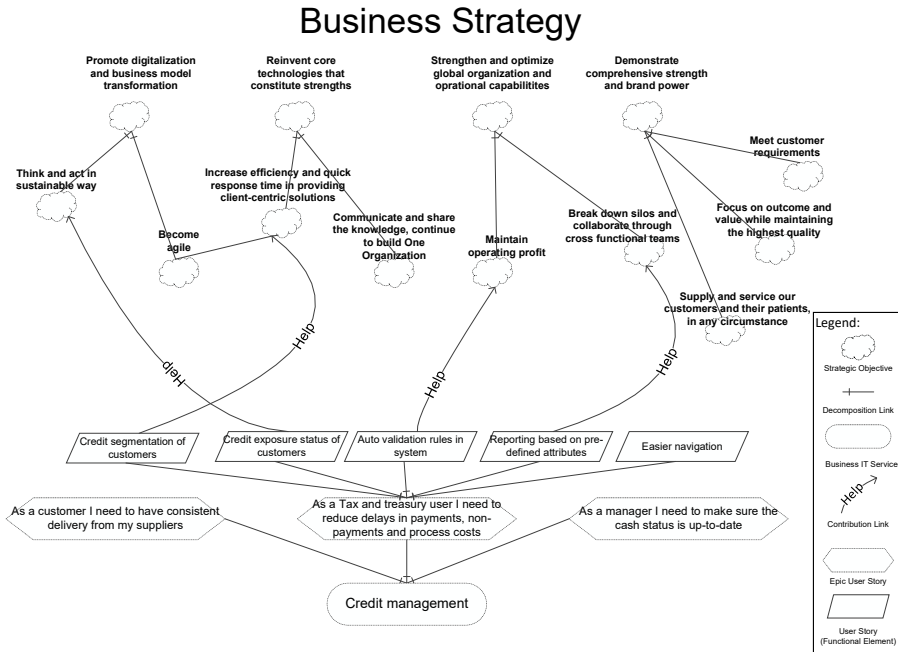 Business Strategy
Promote digitalization
and business model
transformation
Reinvent core
technologies that
constitute strengths
Strengthen and optimize
global organization and
oprational capabilitites
Demonstrate
comprehensive strength
and brand power
Think and act in
sustainable way
Increase efficiency and quick
response time in providing
client-centric solutions
Meet customer
requirements
Become
agile
Communicate and share
the knowledge, continue
to build One
Organization
Maintain
operating profit
Break down silos and
collaborate through
cross functional teams
Focus on outcome and
value while maintaining
the highest quality
Supply and service our
customers and their patients,
in any circumstance
Help
Help
Help
Help
Credit segmentation of
customers
Credit exposure status of
customers
Auto validation rules in
system
Reporting based on pre-
defined attributes
Easier navigation
As a customer I need to have consistent
delivery from my suppliers
As a Tax and treasury user I need to
reduce delays in payments, non-
payments and process costs
As a manager I need to make sure the
cash status is up-to-date
Credit management
Legend:
Strategic Objective
Decomposition Link
Business IT Service
Help
Contribution Link
Epic User Story
User Story
(Functional Element)